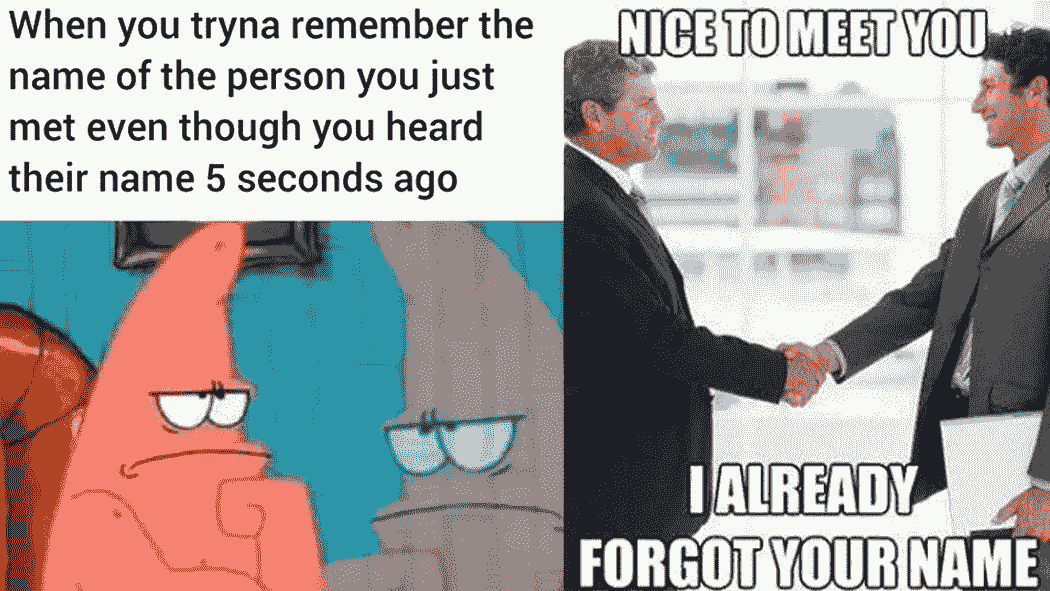 When you tryna remember the
name of the person you just
met even though you heard
their name 5 seconds ago
NICE TO MEET YOU
I ALREADY
FORGOT YOUR NAME